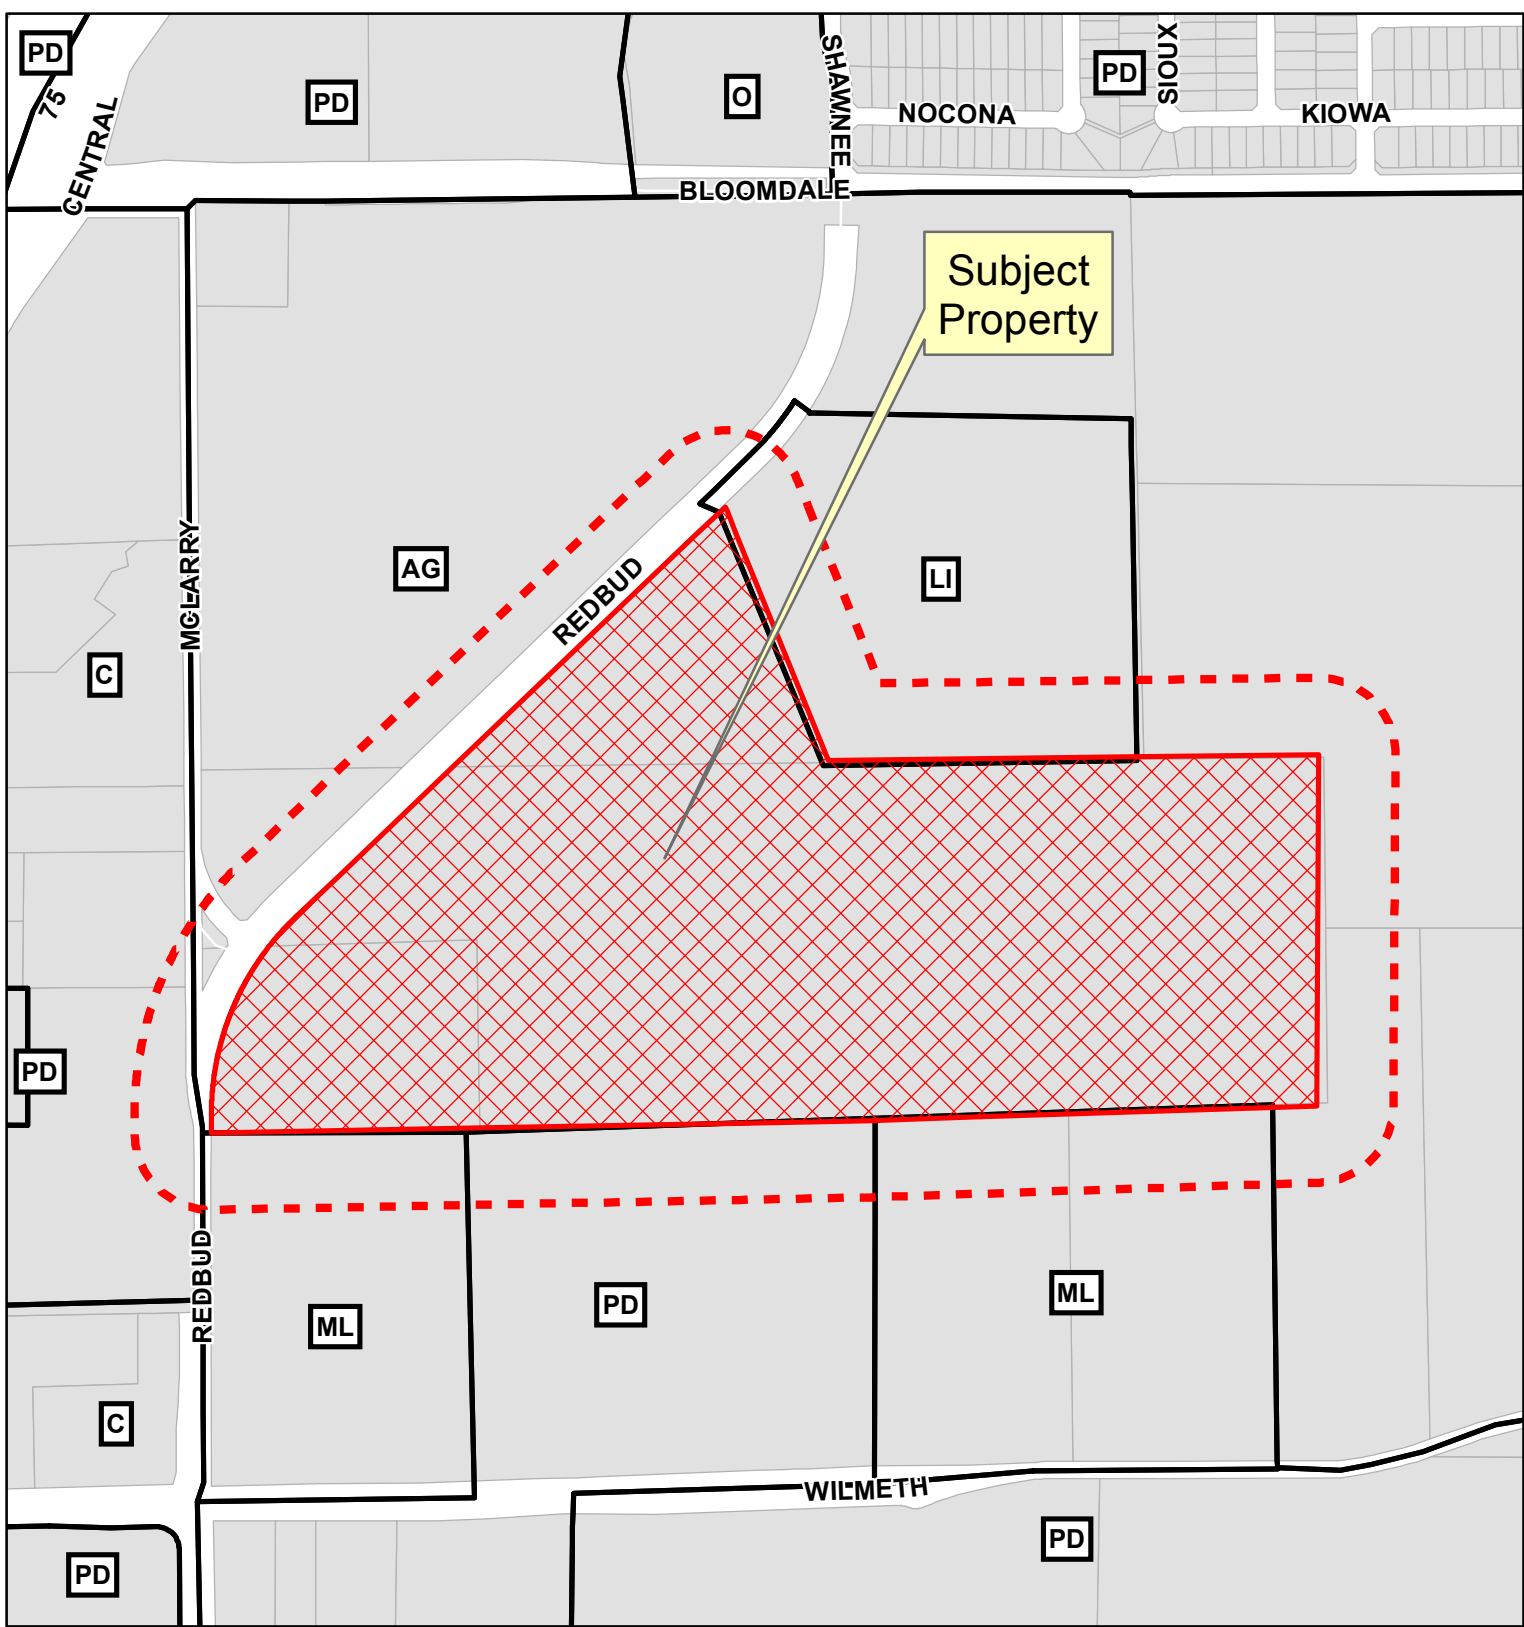 PD
75
CENTRAL
PD
O
SHAWNEE
NOCONA
PD
SIOUX
KIOWA
BLOOMDALE
Subject
Property
MCLARRY
AG
REDBUD
LI
C
PD
REDBUD
ML
PD
ML
C
WILMETH
PD
PD